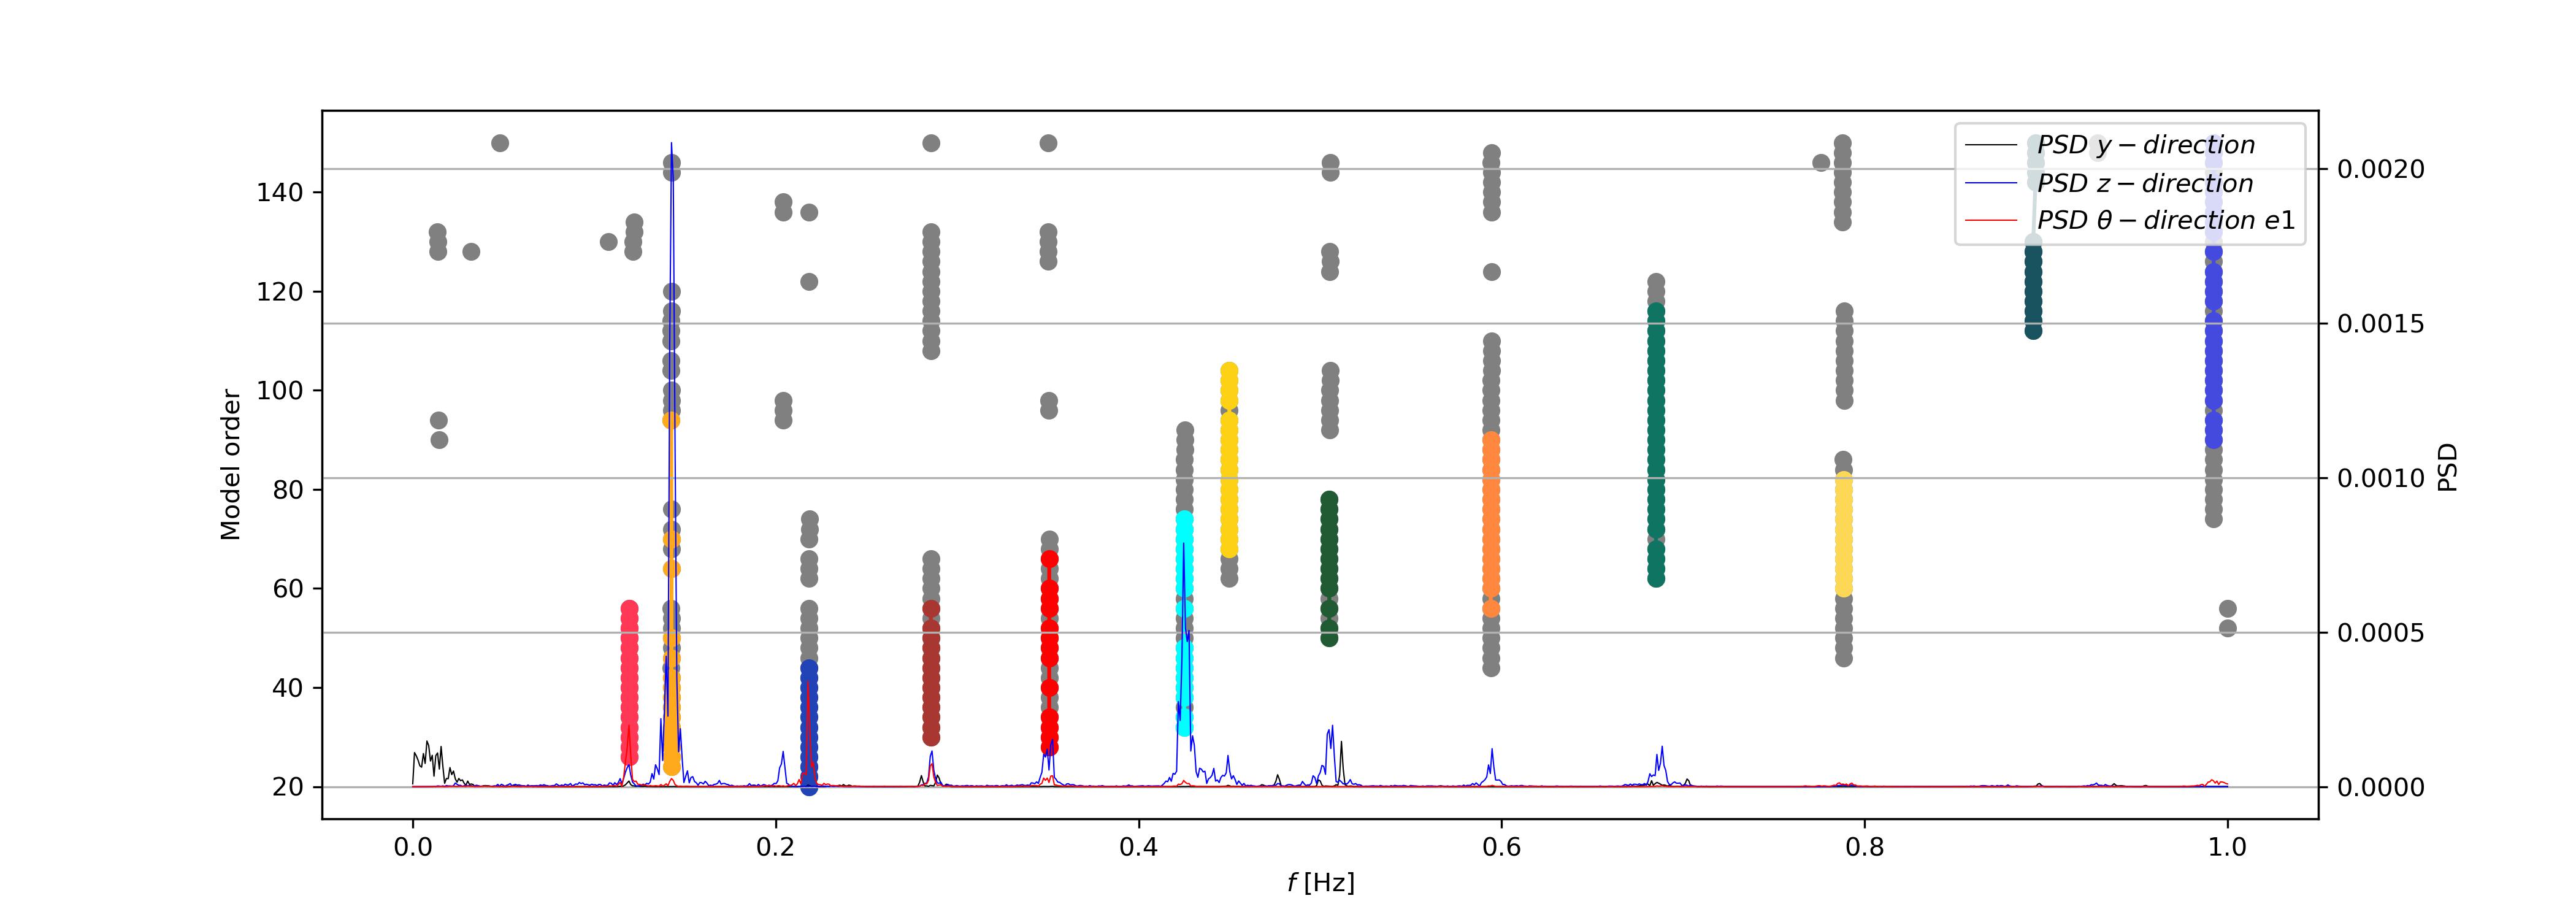 PSD y − direction
PSD z − direction
PSD θ − direction e1
140
120
100
80
60
40
20
Model order
0.0020
0.0015
0.0010
0.0005
0.0000
PSD
0.0 0.2 0.4 0.6 0.8 1.0
f [Hz]